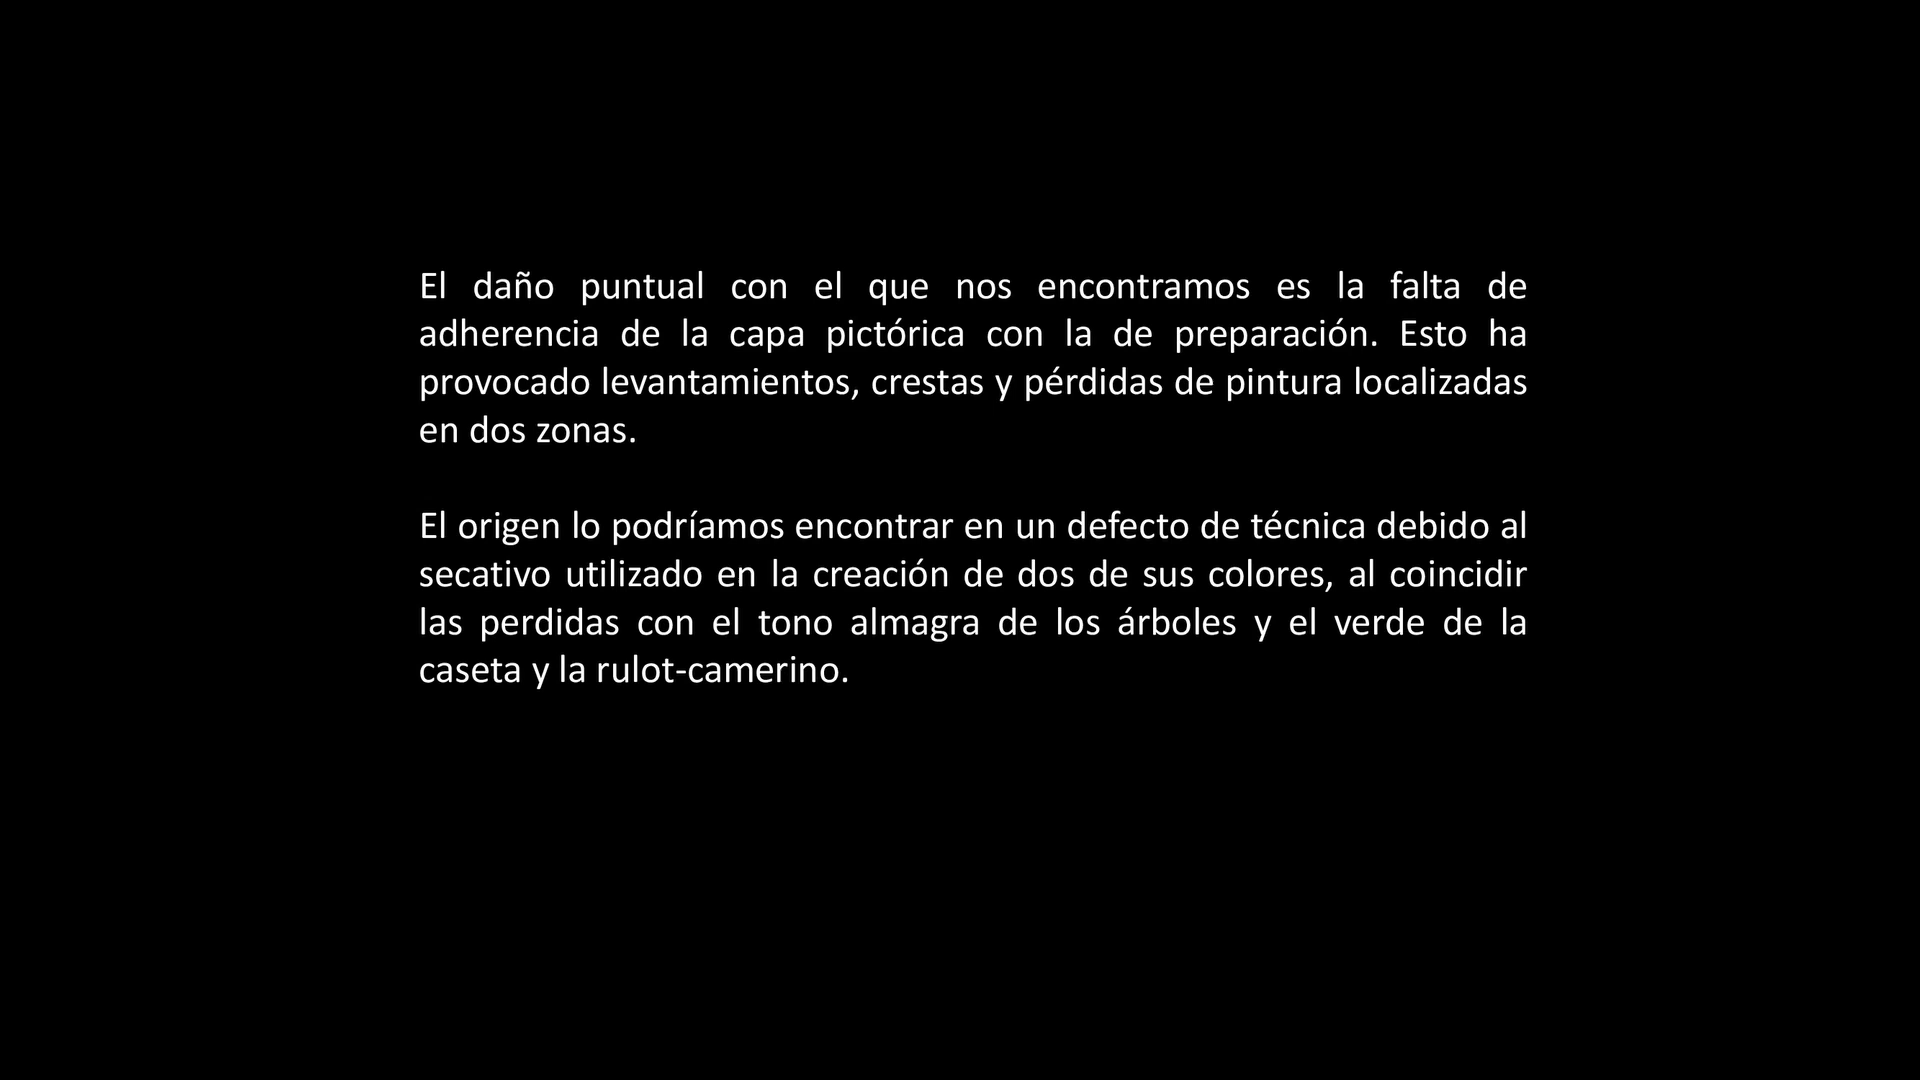 El daño puntual con el que nos encontramos es la falta de
adherencia de la capa pictórica con la de preparación. Esto ha
provocado levantamientos, crestas y pérdidas de pintura localizadas
en dos zonas.
El origen lo podríamos encontrar en un defecto de técnica debido al
secativo utilizado en la creación de dos de sus colores, al coincidir
las perdidas con el tono almagra de los árboles y el verde de la
caseta y la rulot-camerino.